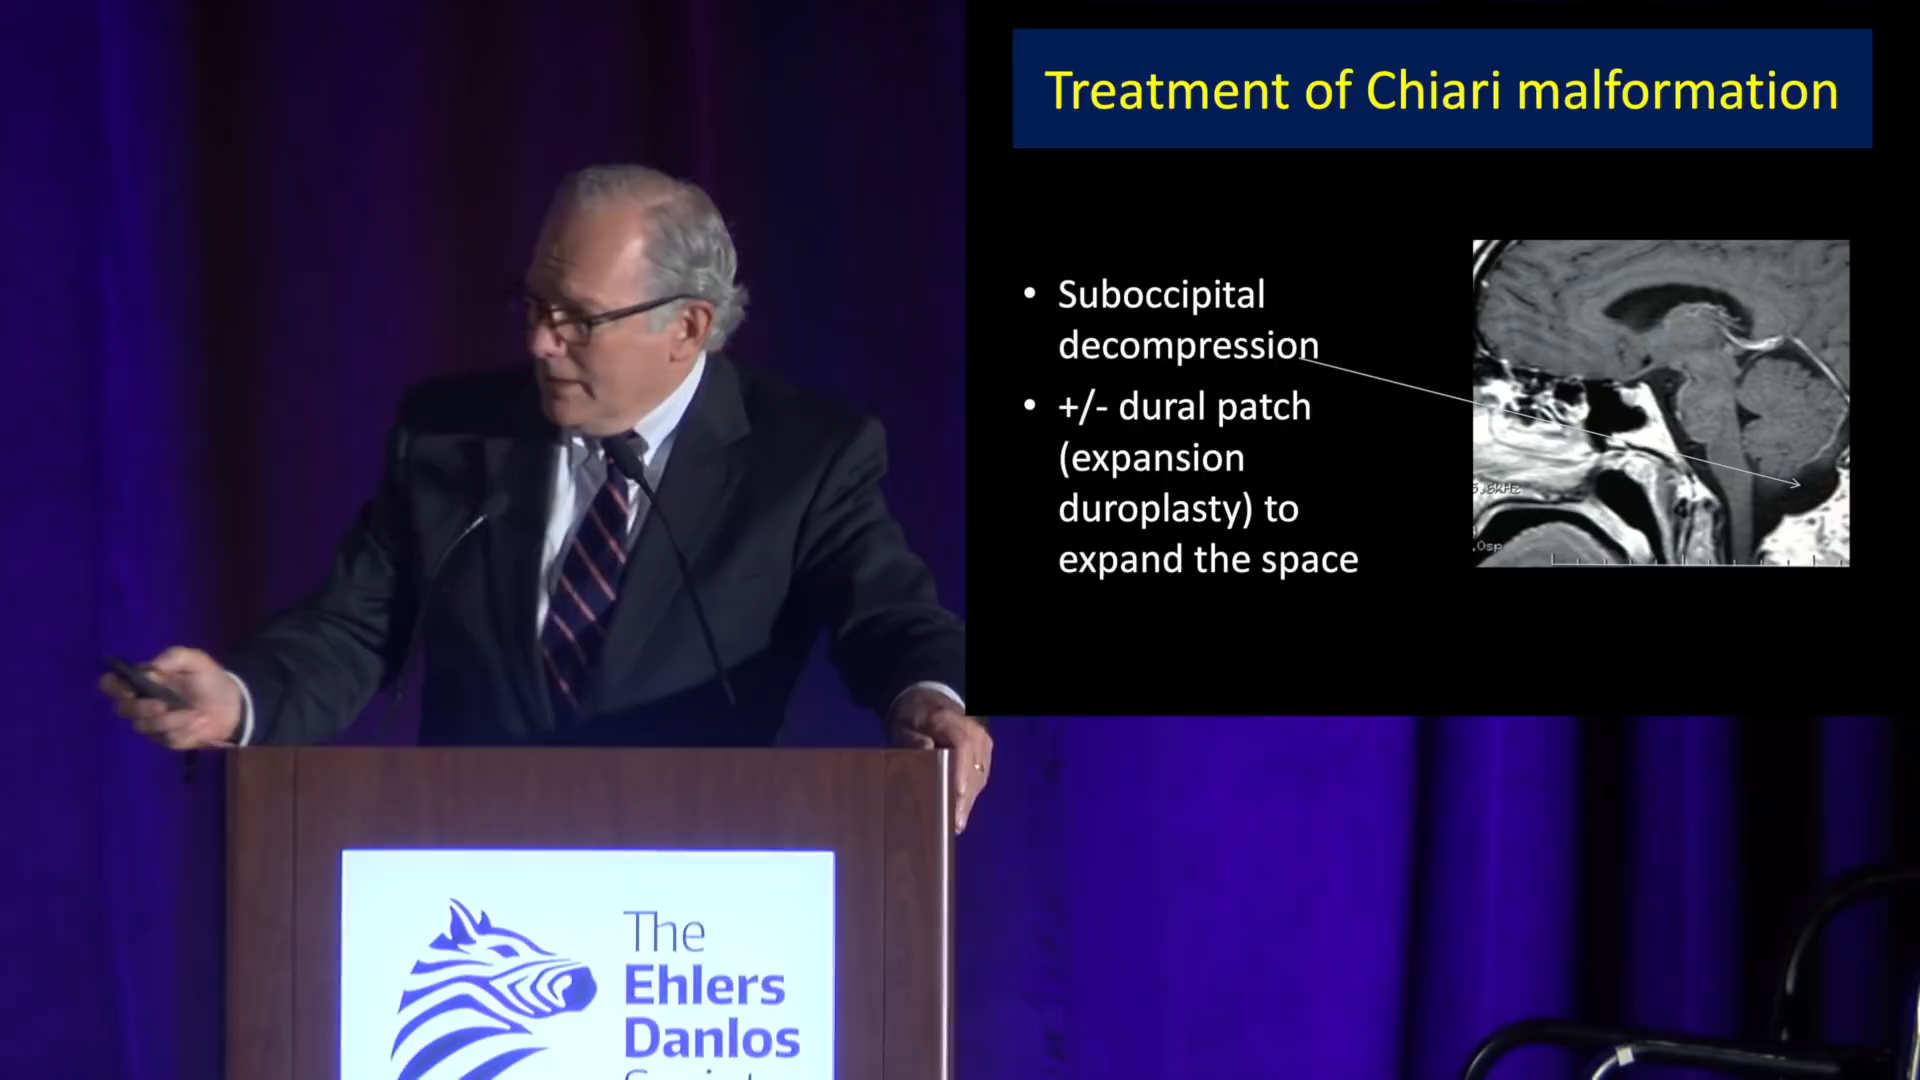 Treatment of Chiari malformation
• Suboccipital
decompression
• +/- dural patch
(expansion
duroplasty) to
expand the space
The
Ehlers
Danlos